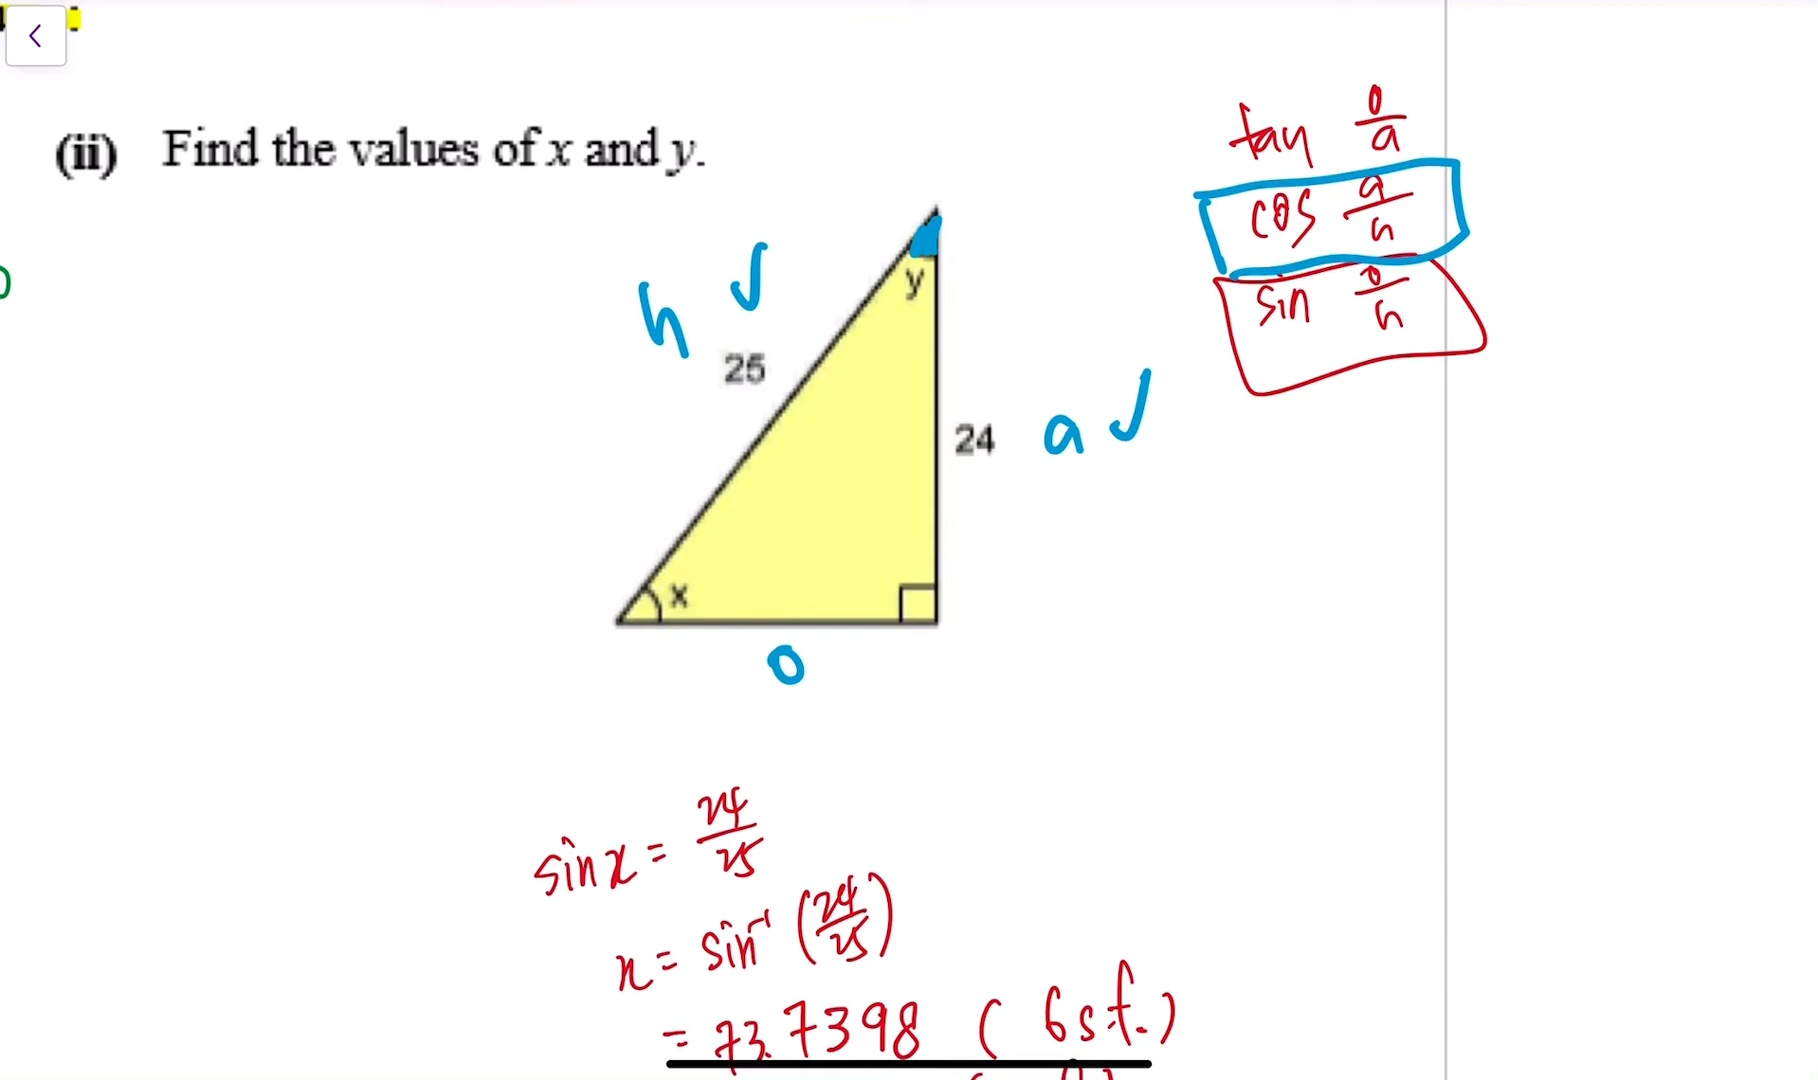 (ii) Find the values of x and y.
tan o/a
cos a/h
sin o/h
h
y
25
24 a
x
o
sin x = 24/25
x = sin⁻¹ (24/25)
= 73.7398 (6 s.f.)